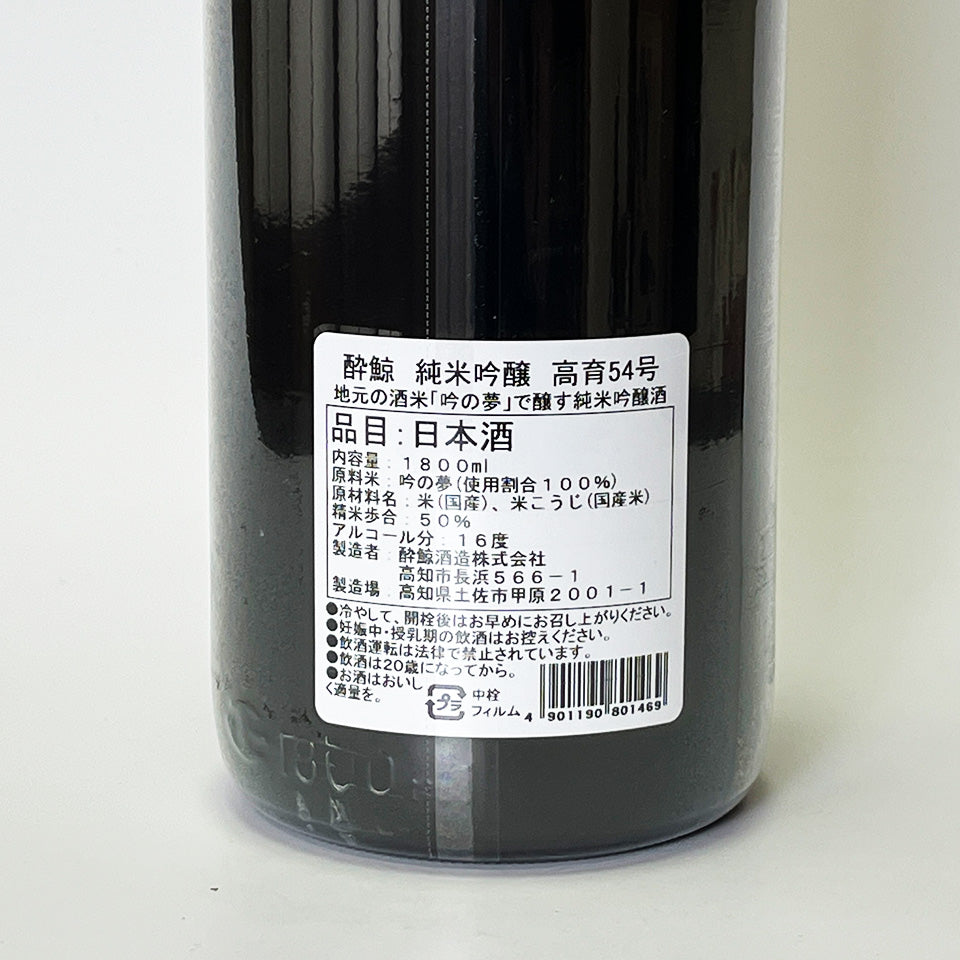 酔鯨 純米吟醸 高育54号
地元の酒米「吟の夢」で醸す純米吟醸酒
品目：日本酒
内容量：１８００ml
原料米：吟の夢（使用割合１００％）
原材料名：米（国産）、米こうじ（国産米）
精米歩合：５０％
アルコール分：１６度
製造者：酔鯨酒造株式会社
高知市長浜５６６－１
製造場：高知県土佐市甲原２００１－１
●冷やして、開栓後はお早めにお召し上がりください。
●妊娠中・授乳期の飲酒はお控えください。
●飲酒運転は法律で禁止されています。
●飲酒は20歳になってから。
●お酒はおいし
く適量を。
プラ
中栓
フィルム
4 901190 801469
1800